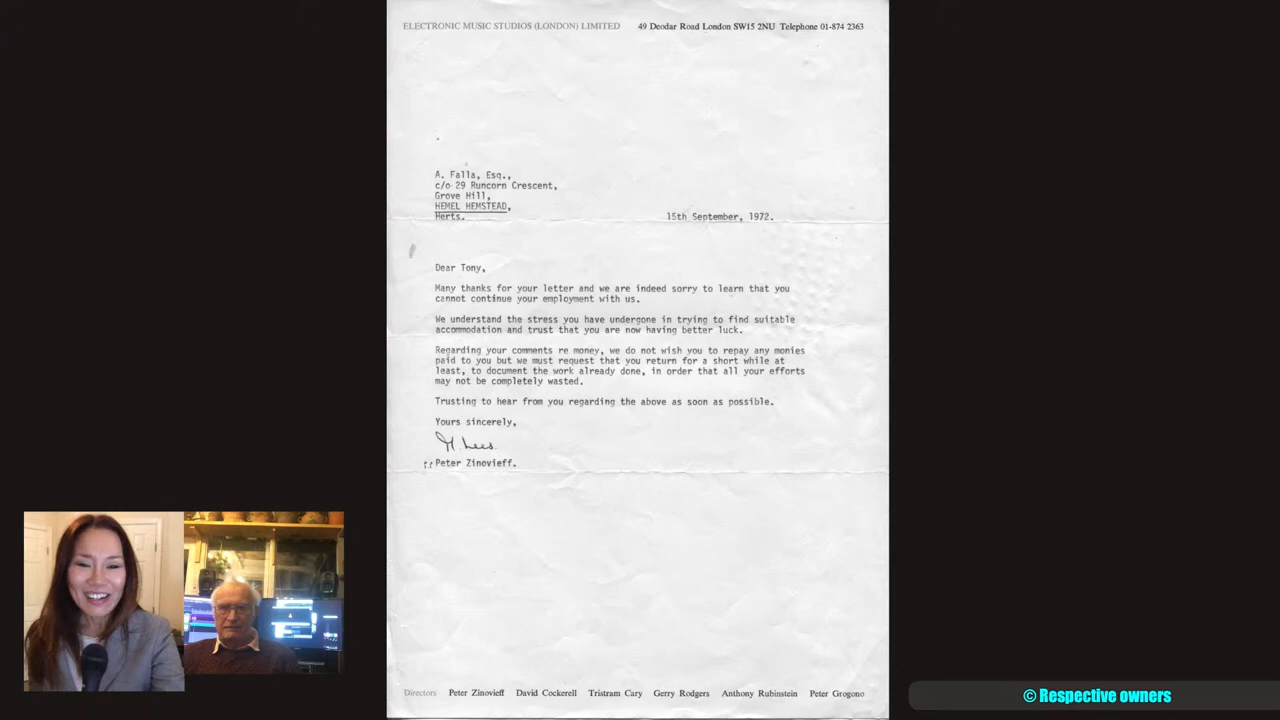 ELECTRONIC MUSIC STUDIOS (LONDON) LIMITED 49 Deodar Road London SW15 2NU Telephone 01-874 2363
A. Falla, Esq.,
c/o 29 Runcorn Crescent,
Grove Hill,
HEMEL HEMSTEAD,
Herts.
15th September, 1972.
Dear Tony,
Many thanks for your letter and we are indeed sorry to learn that you
cannot continue your employment with us.
We understand the stress you have undergone in trying to find suitable
accommodation and trust that you are now having better luck.
Regarding your comments re money, we do not wish you to repay any monies
paid to you but we must request that you return for a short while at
least, to document the work already done, in order that all your efforts
may not be completely wasted.
Trusting to hear from you regarding the above as soon as possible.
Yours sincerely,
Peter Zinovieff.
Directors Peter Zinovieff David Cockerell Tristram Cary Gerry Rodgers Anthony Rubinstein Peter Grogono
© Respective owners